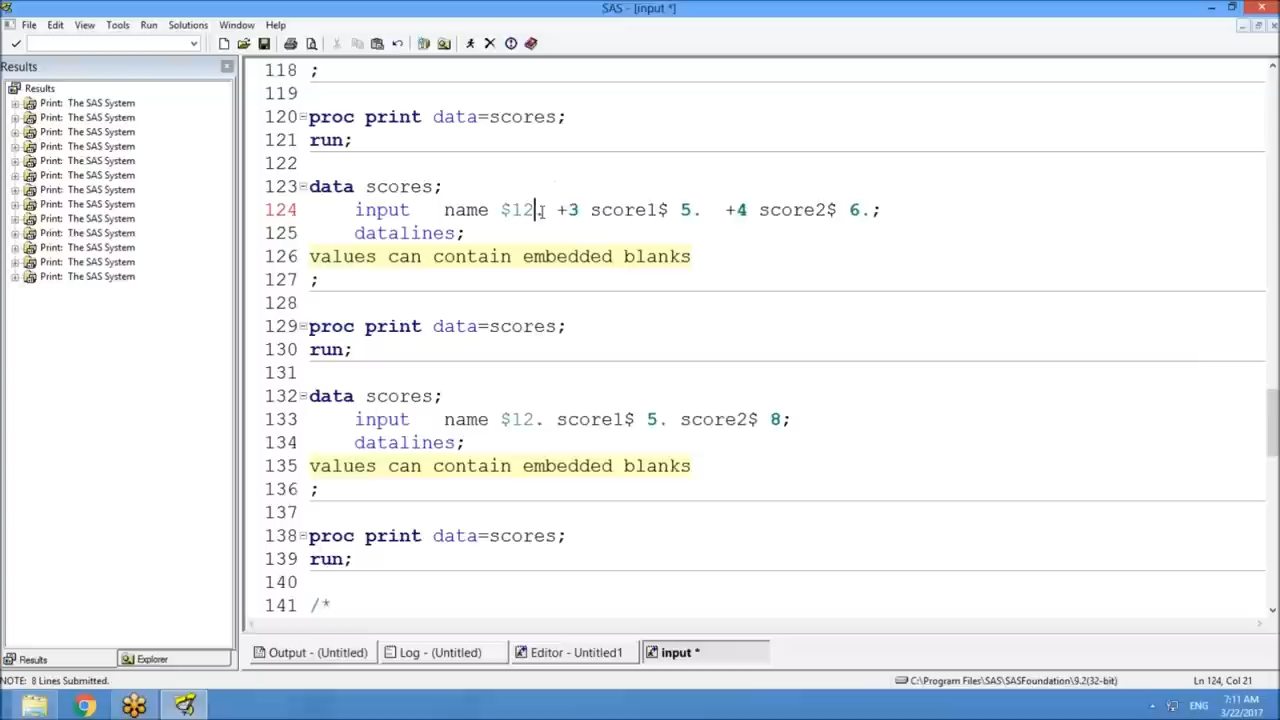 SAS - [input *]
File Edit View Tools Run Solutions Window Help
Results
Results
Print: The SAS System
Print: The SAS System
Print: The SAS System
Print: The SAS System
Print: The SAS System
Print: The SAS System
Print: The SAS System
Print: The SAS System
Print: The SAS System
Print: The SAS System
Print: The SAS System
Print: The SAS System
Print: The SAS System
118 ;
119
120 proc print data=scores;
121 run;
122
123 data scores;
124 input name $12. +3 score1$ 5. +4 score2$ 6.;
125 datalines;
126 values can contain embedded blanks
127 ;
128
129 proc print data=scores;
130 run;
131
132 data scores;
133 input name $12. score1$ 5. score2$ 8;
134 datalines;
135 values can contain embedded blanks
136 ;
137
138 proc print data=scores;
139 run;
140
141 /*
Results Explorer
Output - (Untitled) Log - (Untitled) Editor - Untitled1 input *
NOTE: 8 Lines Submitted. C:\Program Files\SAS\SASFoundation\9.2(32-bit) Ln 124, Col 21
ENG 7:11 AM
3/22/2017